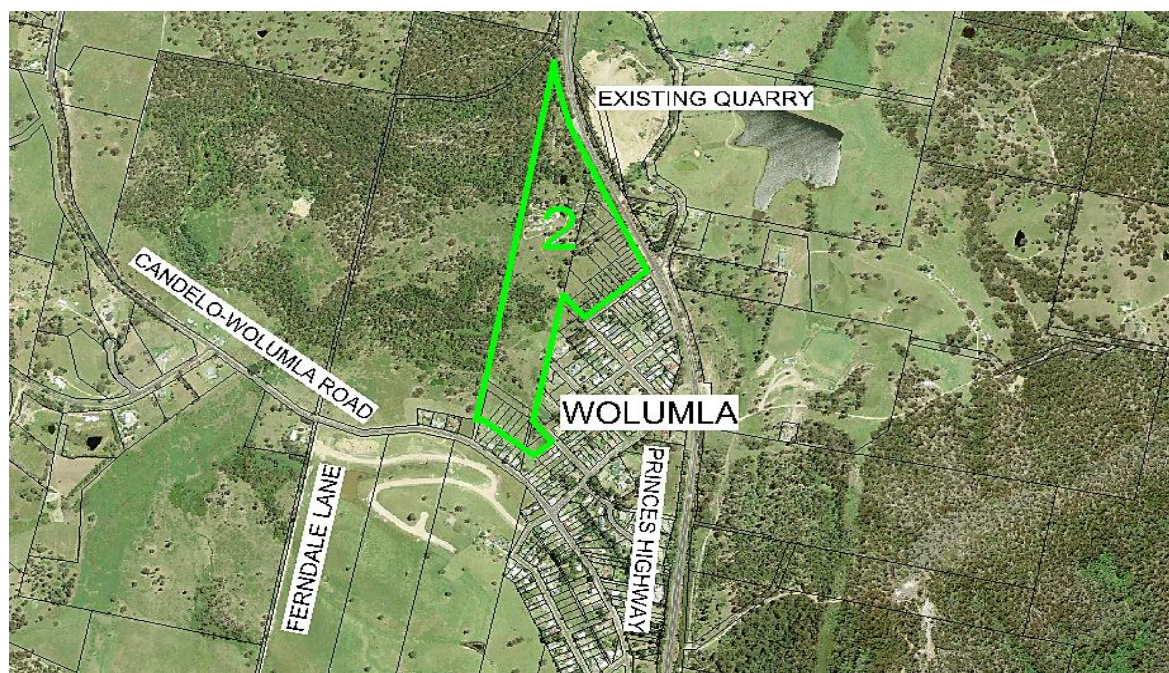 EXISTING QUARRY
2
CANDELO-WOLUMLA ROAD
WOLUMLA
PRINCES HIGHWAY
FERNDALE LANE